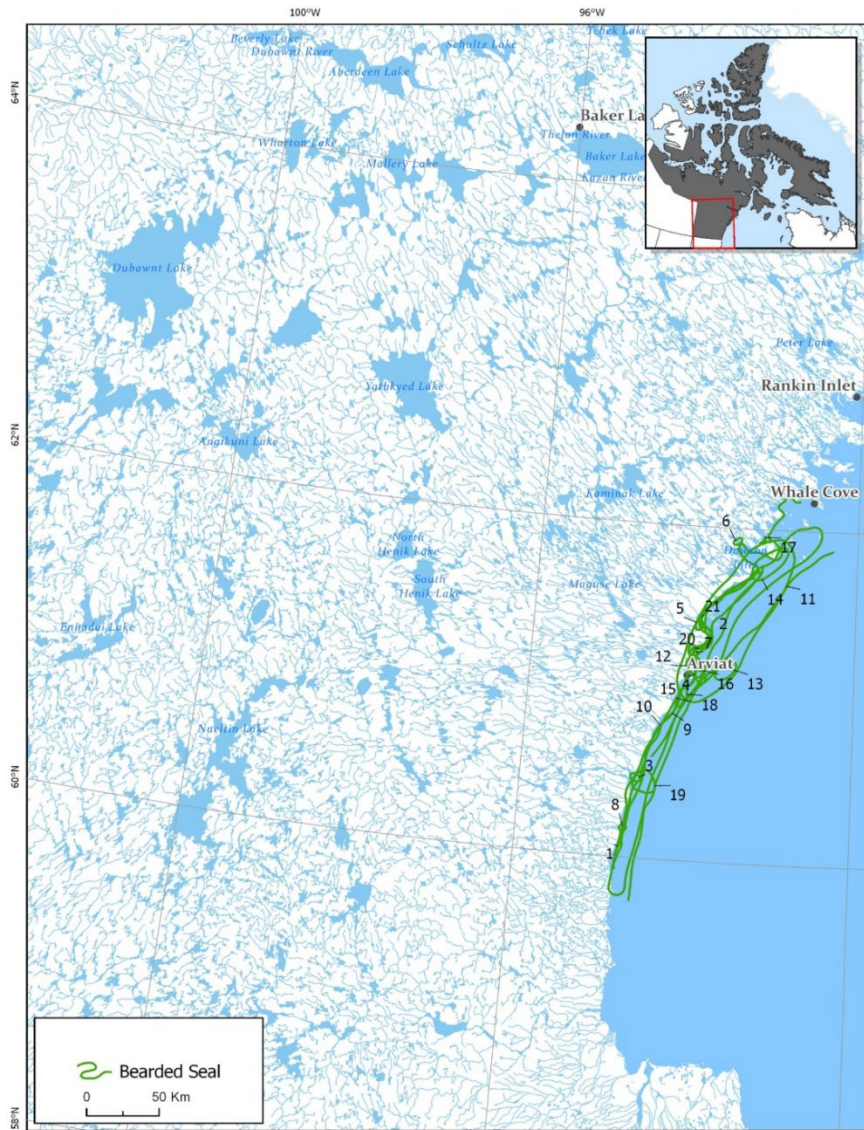 100°W
96°W
Beverly Lake
Dubawnt River
Aberdeen Lake
Schultz Lake
Tehek Lake
64°N
Baker La
Thelon River
Wharton Lake
Mallery Lake
Baker Lake
Kazan River
Dubawnt Lake
Peter Lake
Yathkyed Lake
Rankin Inlet
62°N
Angikuni Lake
Kaminak Lake
Whale Cove
6
North
Henik Lake
17
South
Henik Lake
Maguse Lake
14
11
5
21
2
Ennadai Lake
20
7
12
Arviat
4
16
13
15
18
10
9
Nueltin Lake
3
60°N
19
8
1
Bearded Seal
0
50 Km
58°N